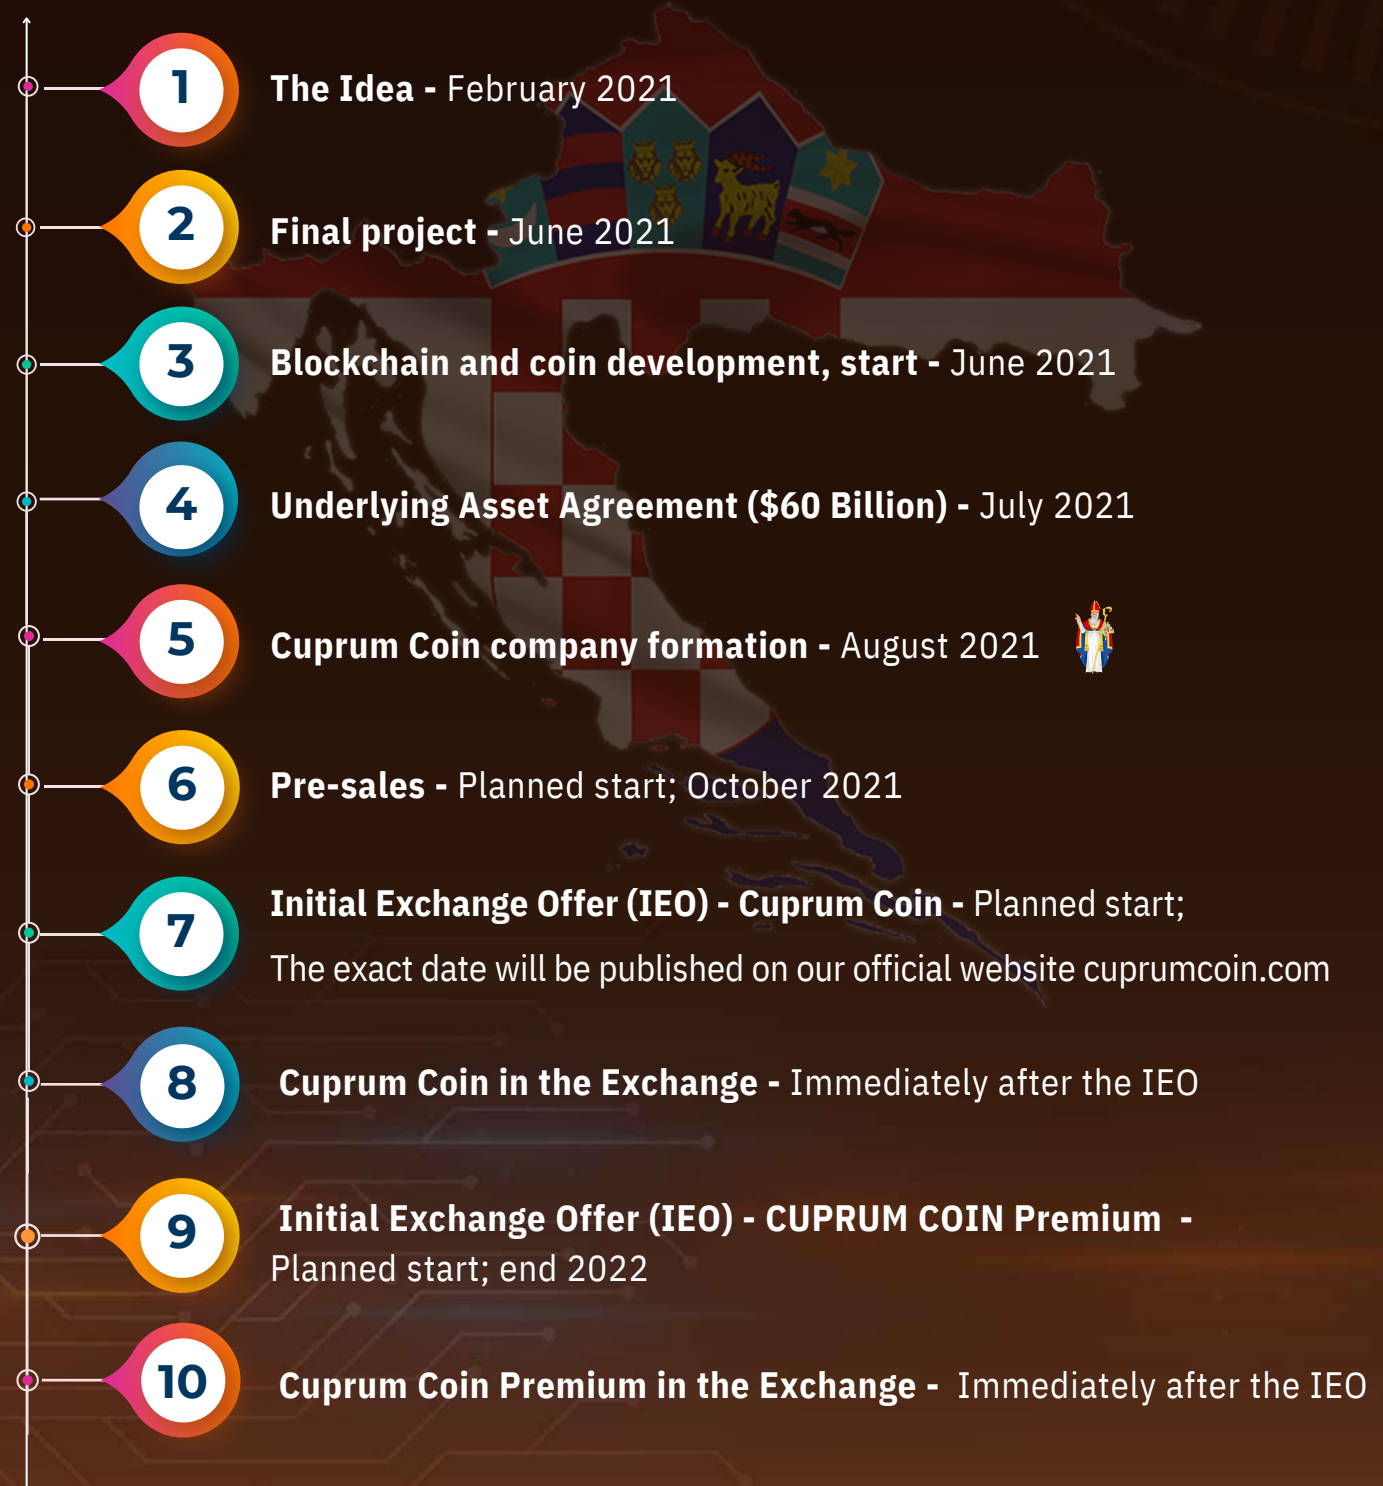 1
The Idea - February 2021
2
Final project - June 2021
3
Blockchain and coin development, start - June 2021
4
Underlying Asset Agreement ($60 Billion) - July 2021
5
Cuprum Coin company formation - August 2021
6
Pre-sales - Planned start; October 2021
7
Initial Exchange Offer (IEO) - Cuprum Coin - Planned start;
The exact date will be published on our official website cuprumcoin.com
8
Cuprum Coin in the Exchange - Immediately after the IEO
9
Initial Exchange Offer (IEO) - CUPRUM COIN Premium -
Planned start; end 2022
10
Cuprum Coin Premium in the Exchange - Immediately after the IEO